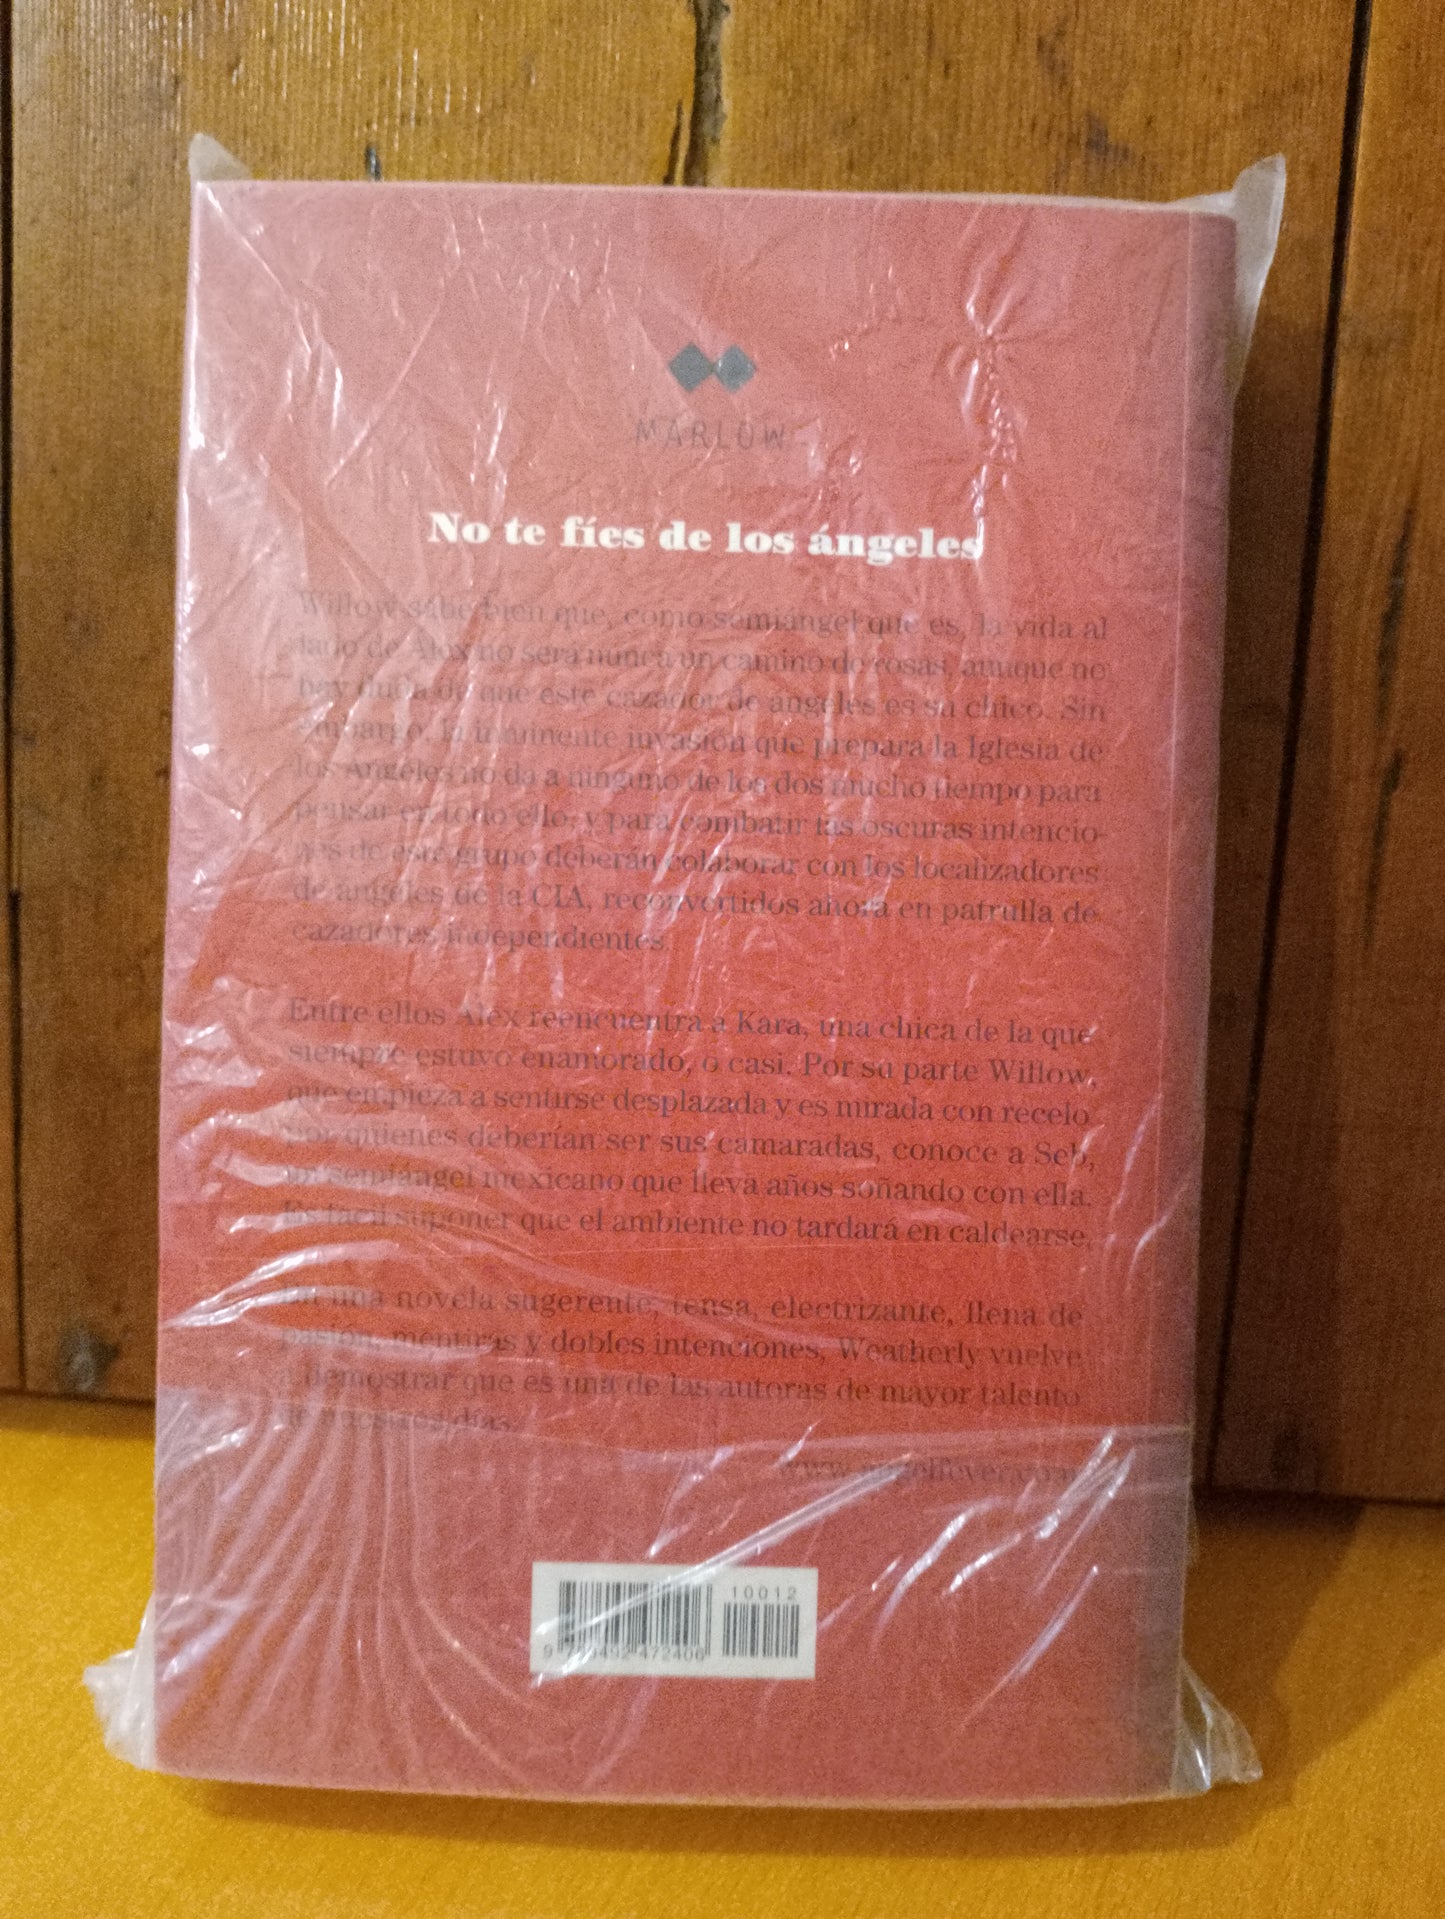 MARLOW
No te fíes de los ángeles
Willow sabe bien que, como semiángel que es, la vida al
lado de Alex no será nunca un camino de rosas, aunque no
hay duda de que este cazador de ángeles es su chico. Sin
embargo, la inminente invasión que prepara la Iglesia de
los Ángeles no da a ninguno de los dos mucho tiempo para
pensar en todo ello, y para combatir las oscuras intencio-
nes de este grupo deberán colaborar con los localizadores
de ángeles de la CIA, reconvertidos ahora en patrulla de
cazadores independientes.
Entre ellos Alex reencuentra a Kara, una chica de la que
siempre estuvo enamorado, o casi. Por su parte Willow,
que empieza a sentirse desplazada y es mirada con recelo
por quienes deberían ser sus camaradas, conoce a Seb,
un semiángel mexicano que lleva años soñando con ella.
Es fácil suponer que el ambiente no tardará en caldearse.
En una novela sugerente, tensa, electrizante, llena de
pasión, mentiras y dobles intenciones, Weatherly vuelve
a demostrar que es una de las autoras de mayor talento
de nuestros días.
www.angelfever.com
10012
472406